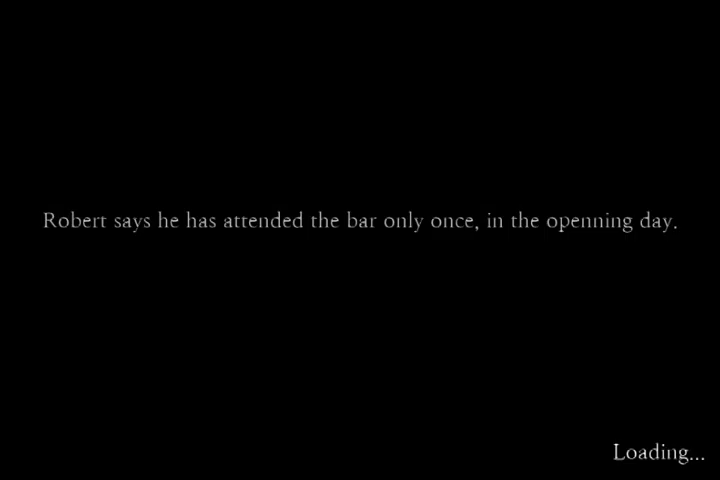 Robert says he has attended the bar only once, in the openning day.
Loading...